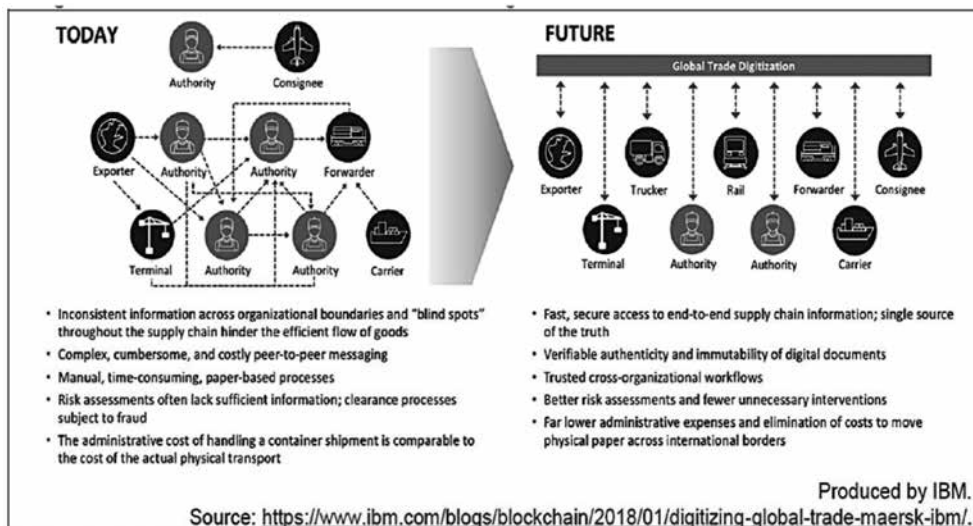 TODAY
Authority
Consignee
Exporter
Authority
Authority
Forwarder
Terminal
Authority
Authority
Carrier
• Inconsistent information across organizational boundaries and “blind spots”
throughout the supply chain hinder the efficient flow of goods
• Complex, cumbersome, and costly peer-to-peer messaging
• Manual, time-consuming, paper-based processes
• Risk assessments often lack sufficient information; clearance processes
subject to fraud
• The administrative cost of handling a container shipment is comparable to
the cost of the actual physical transport
FUTURE
Global Trade Digitization
Exporter
Trucker
Rail
Forwarder
Consignee
Terminal
Authority
Authority
Carrier
• Fast, secure access to end-to-end supply chain information; single source
of the truth
• Verifiable authenticity and immutability of digital documents
• Trusted cross-organizational workflows
• Better risk assessments and fewer unnecessary interventions
• Far lower administrative expenses and elimination of costs to move
physical paper across international borders
Produced by IBM.
Source: https://www.ibm.com/blogs/blockchain/2018/01/digitizing-global-trade-maersk-ibm/.